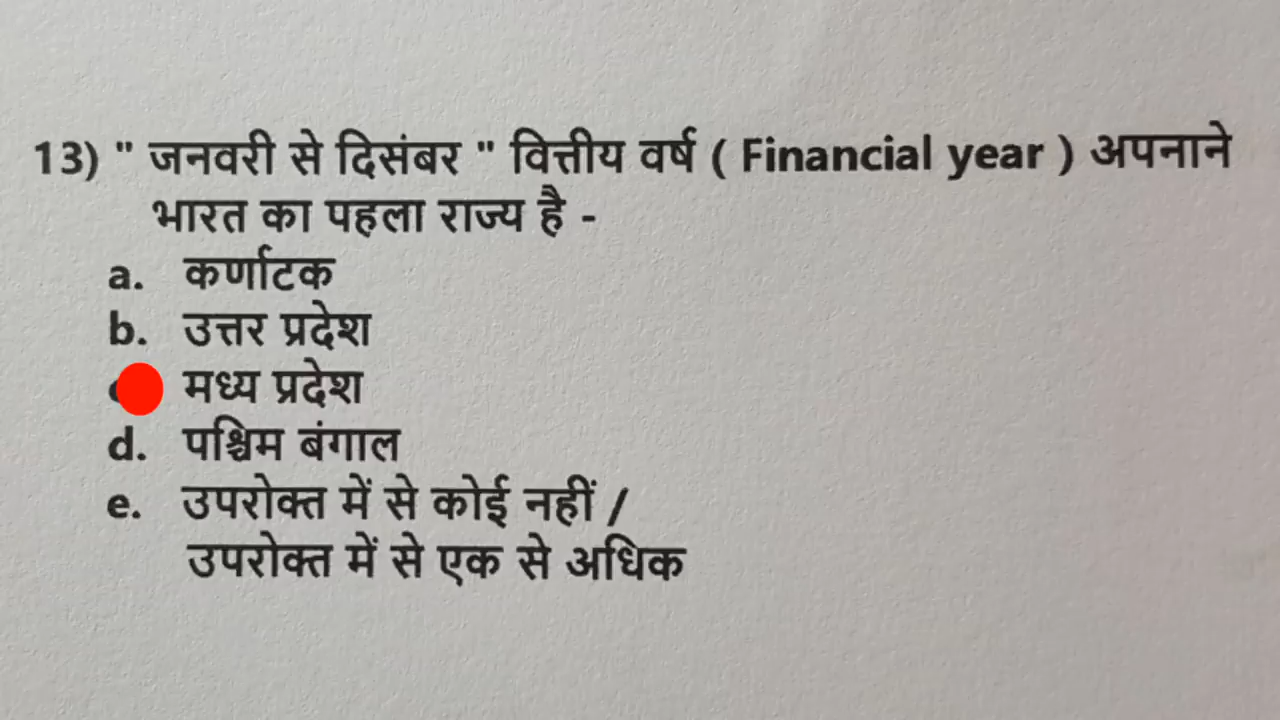 13) " जनवरी से दिसंबर " वित्तीय वर्ष ( Financial year ) अपनाने
भारत का पहला राज्य है -
a. कर्णाटक
b. उत्तर प्रदेश
मध्य प्रदेश
d. पश्चिम बंगाल
e. उपरोक्त में से कोई नहीं /
उपरोक्त में से एक से अधिक